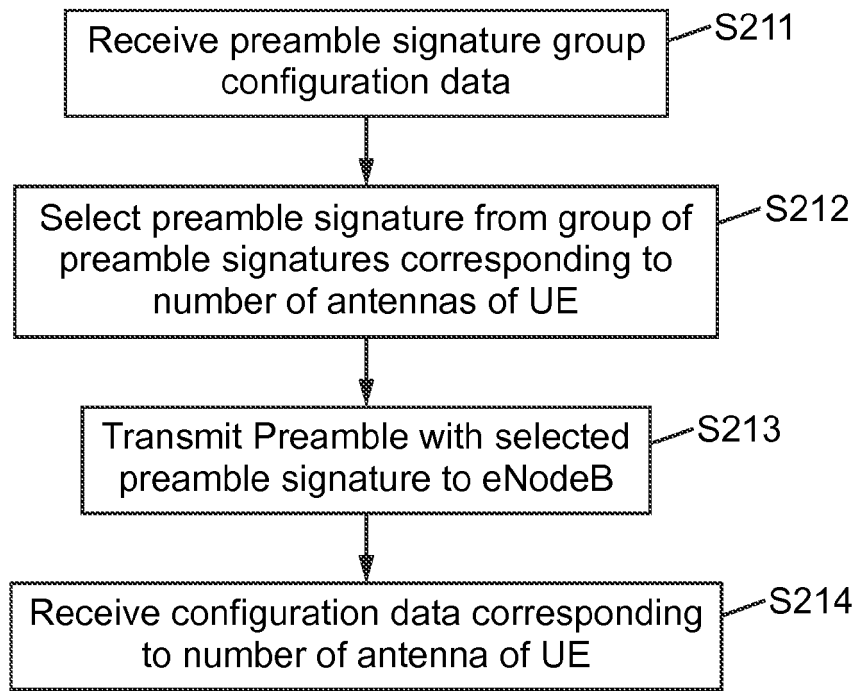 Receive preamble signature group
configuration data
S211
Select preamble signature from group of
preamble signatures corresponding to
number of antennas of UE
S212
Transmit Preamble with selected
preamble signature to eNodeB
S213
Receive configuration data corresponding
to number of antenna of UE
S214